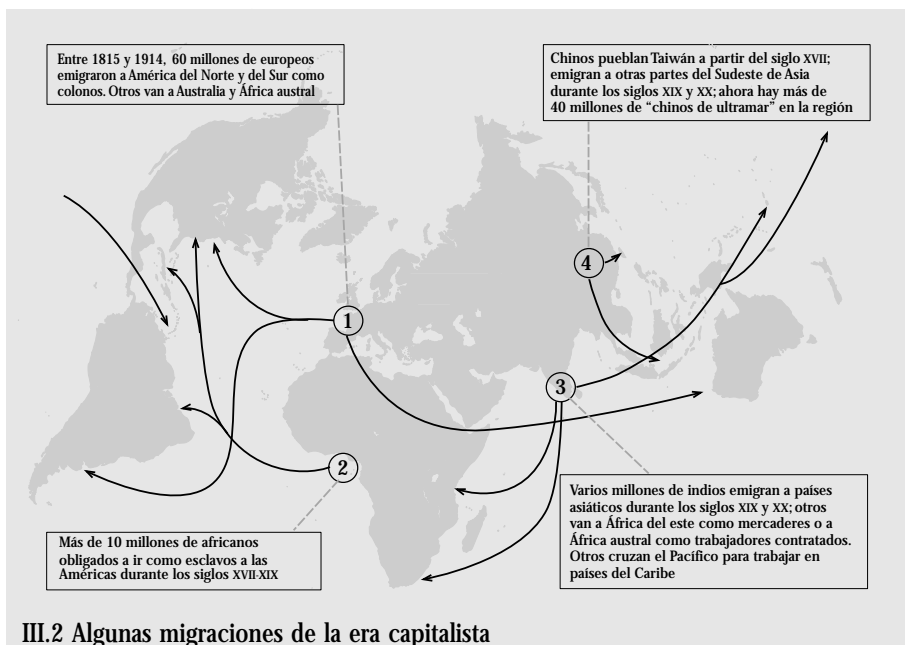 Entre 1815 y 1914, 60 millones de europeos
emigraron a América del Norte y del Sur como
colonos. Otros van a Australia y África austral
Chinos pueblan Taiwán a partir del siglo XVII;
emigran a otras partes del Sudeste de Asia
durante los siglos XIX y XX; ahora hay más de
40 millones de “chinos de ultramar” en la región
4
1
3
2
Más de 10 millones de africanos
obligados a ir como esclavos a las
Américas durante los siglos XVII-XIX
Varios millones de indios emigran a países
asiáticos durante los siglos XIX y XX; otros
van a África del este como mercaderes o a
África austral como trabajadores contratados.
Otros cruzan el Pacífico para trabajar en
países del Caribe
III.2 Algunas migraciones de la era capitalista